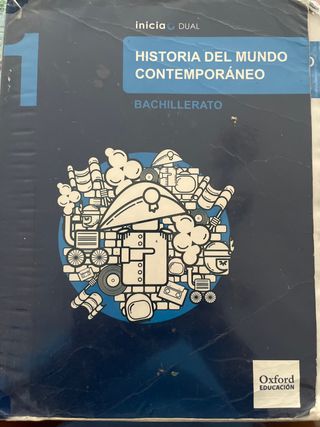 inicia DUAL
1
HISTORIA DEL MUNDO
CONTEMPORÁNEO
BACHILLERATO
Oxford
EDUCACIÓN